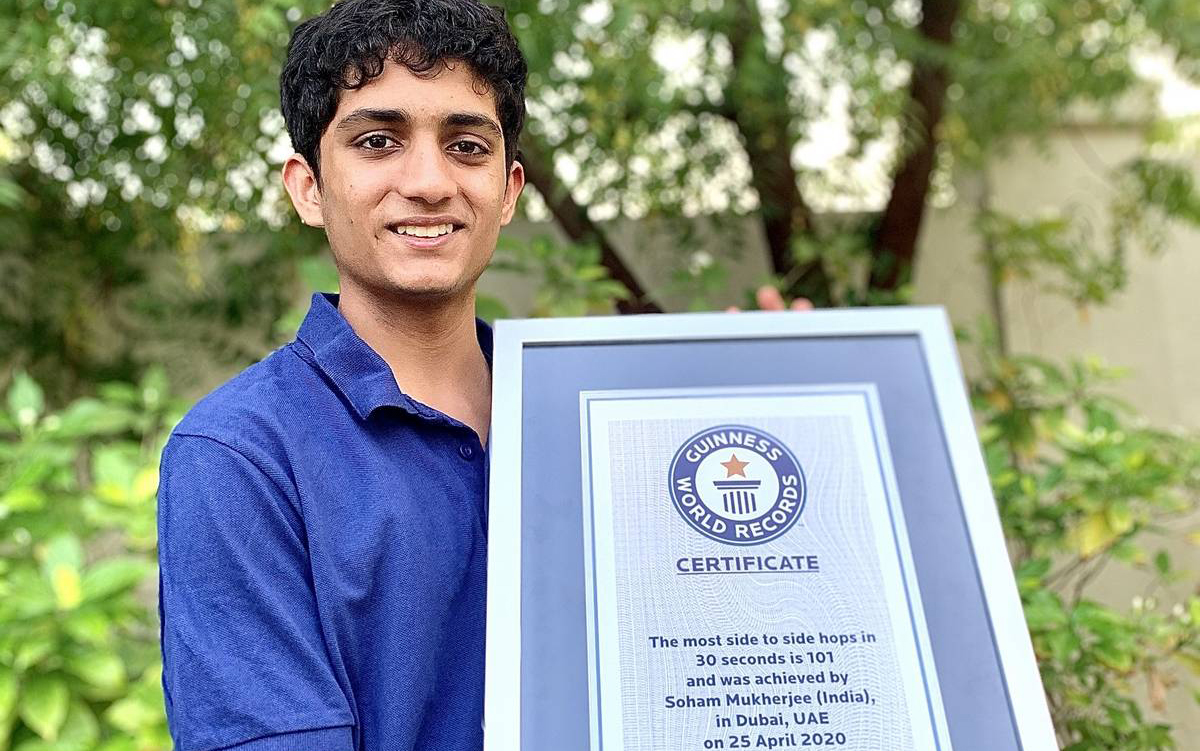 GUINNESS
WORLD RECORDS
CERTIFICATE
The most side to side hops in
30 seconds is 101
and was achieved by
Soham Mukherjee (India),
in Dubai, UAE
on 25 April 2020